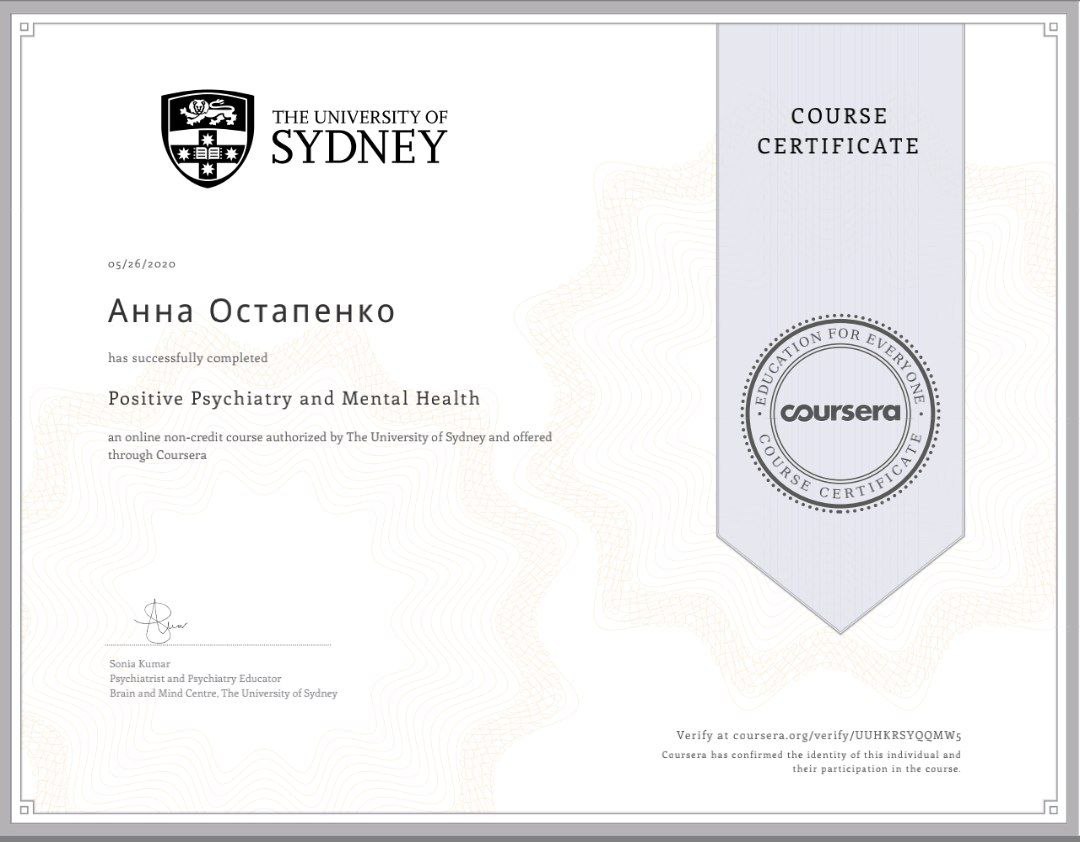 THE UNIVERSITY OF
SYDNEY
COURSE
CERTIFICATE
05/26/2020
Анна Остапенко
has successfully completed
Positive Psychiatry and Mental Health
an online non-credit course authorized by The University of Sydney and offered
through Coursera
EDUCATION FOR EVERYONE
coursera
COURSE CERTIFICATE
Sonia Kumar
Psychiatrist and Psychiatry Educator
Brain and Mind Centre, The University of Sydney
Verify at coursera.org/verify/UUHKRSYQQMW5
Coursera has confirmed the identity of this individual and
their participation in the course.